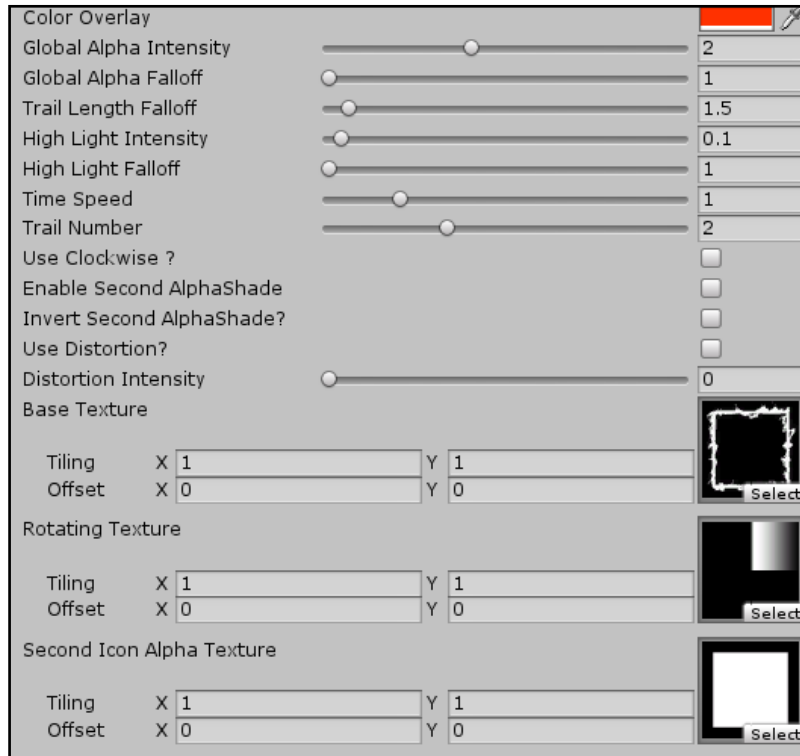 Color Overlay
Global Alpha Intensity 2
Global Alpha Falloff 1
Trail Length Falloff 1.5
High Light Intensity 0.1
High Light Falloff 1
Time Speed 1
Trail Number 2
Use Clockwise ?
Enable Second AlphaShade
Invert Second AlphaShade?
Use Distortion?
Distortion Intensity 0
Base Texture
Tiling X 1 Y 1
Offset X 0 Y 0 Select
Rotating Texture
Tiling X 1 Y 1
Offset X 0 Y 0 Select
Second Icon Alpha Texture
Tiling X 1 Y 1
Offset X 0 Y 0 Select